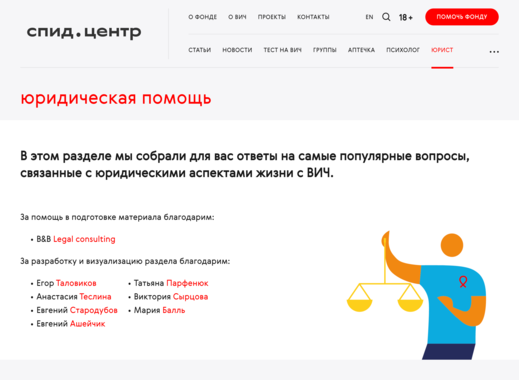 спид.центр
О ФОНДЕ О ВИЧ ПРОЕКТЫ КОНТАКТЫ EN 18 + ПОМОЧЬ ФОНДУ
СТАТЬИ НОВОСТИ ТЕСТ НА ВИЧ ГРУППЫ АПТЕЧКА ПСИХОЛОГ ЮРИСТ
юридическая помощь
В этом разделе мы собрали для вас ответы на самые популярные вопросы,
связанные с юридическими аспектами жизни с ВИЧ.
За помощь в подготовке материала благодарим:
• B&B Legal consulting
За разработку и визуализацию раздела благодарим:
• Егор Таловиков
• Анастасия Теслина
• Евгений Стародубов
• Евгений Ашейчик
• Татьяна Парфенюк
• Виктория Сырцова
• Мария Балль